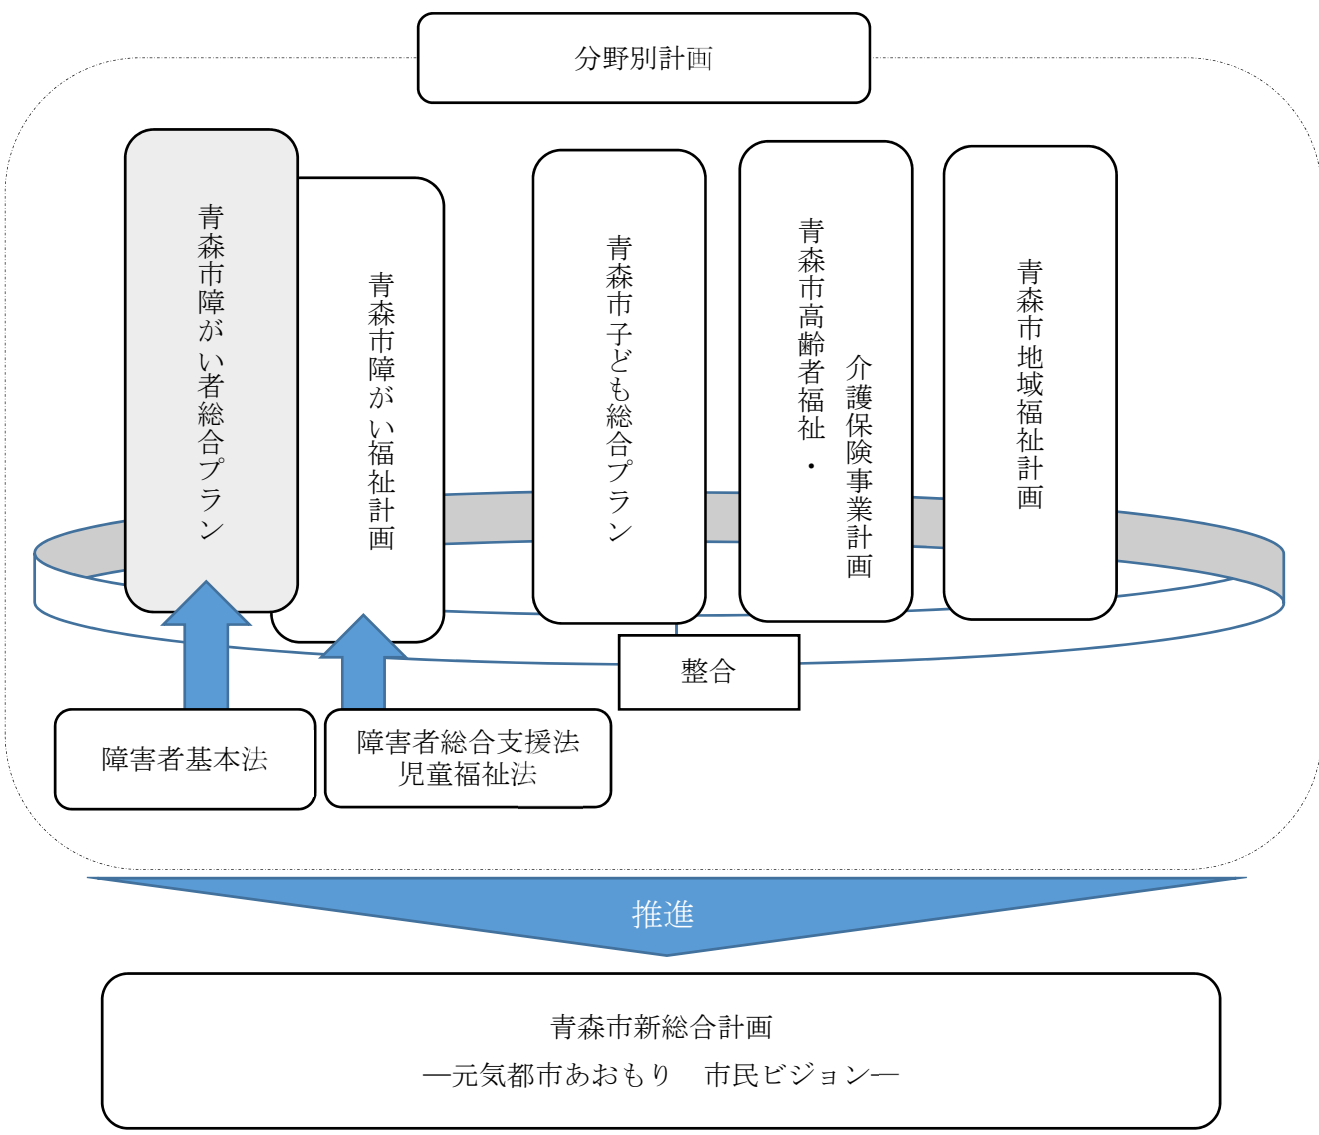 分野別計画
青森市障がい者総合プラン
青森市障がい福祉計画
青森市子ども総合プラン
青森市高齢者福祉・
介護保険事業計画
青森市地域福祉計画
整合
障害者基本法
障害者総合支援法
児童福祉法
推進
青森市新総合計画
―元気都市あおもり　市民ビジョン―